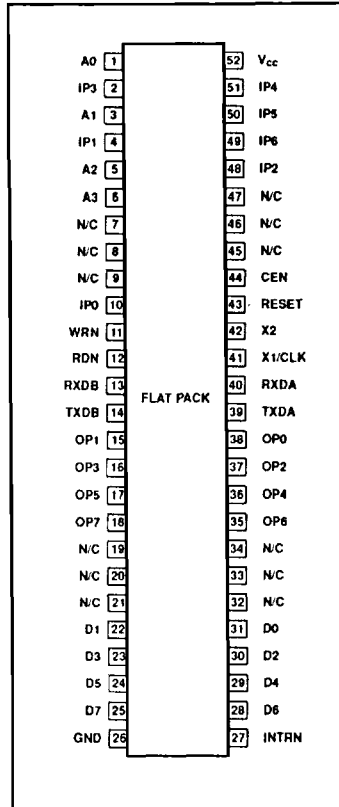 A0 1 52 Vcc
IP3 2 51 IP4
A1 3 50 IP5
IP1 4 49 IP6
A2 5 48 IP2
A3 6 47 N/C
N/C 7 46 N/C
N/C 8 45 N/C
N/C 9 44 CEN
IP0 10 43 RESET
WRN 11 42 X2
RDN 12 41 X1/CLK
RXDB 13 40 RXDA
FLAT PACK
TXDB 14 39 TXDA
OP1 15 38 OP0
OP3 16 37 OP2
OP5 17 36 OP4
OP7 18 35 OP6
N/C 19 34 N/C
N/C 20 33 N/C
N/C 21 32 N/C
D1 22 31 D0
D3 23 30 D2
D5 24 29 D4
D7 25 28 D6
GND 26 27 INTRN